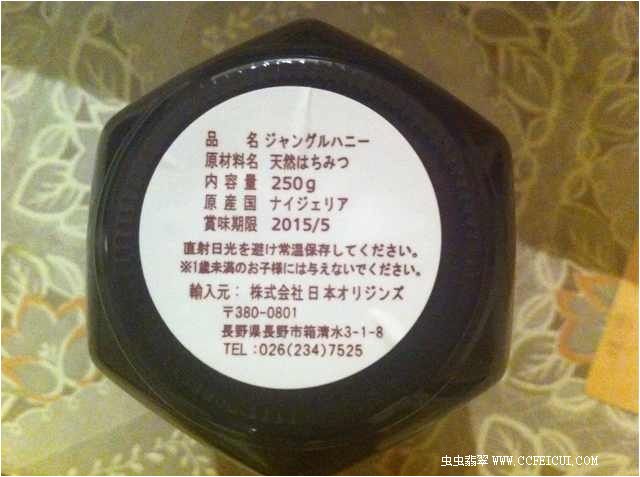 品　名 ジャングルハニー
原材料名 天然はちみつ
内容量 250g
原産国 ナイジェリア
賞味期限 2015/5
直射日光を避け常温保存してください。
※1歳未満のお子様には与えないでください。
輸入元： 株式会社日本オリジンズ
〒380-0801
長野県長野市箱清水3-1-8
TEL：026(234)7525
虫虫翡翠 WWW.CCFEICUI.COM